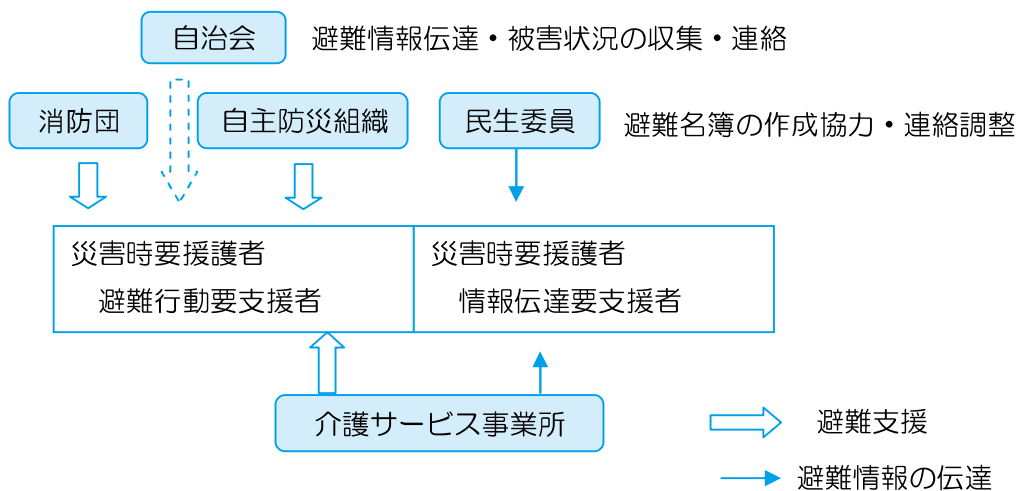 自治会
避難情報伝達・被害状況の収集・連絡
消防団
自主防災組織
民生委員
避難名簿の作成協力・連絡調整
災害時要援護者
避難行動要支援者
災害時要援護者
情報伝達要支援者
介護サービス事業所
避難支援
避難情報の伝達